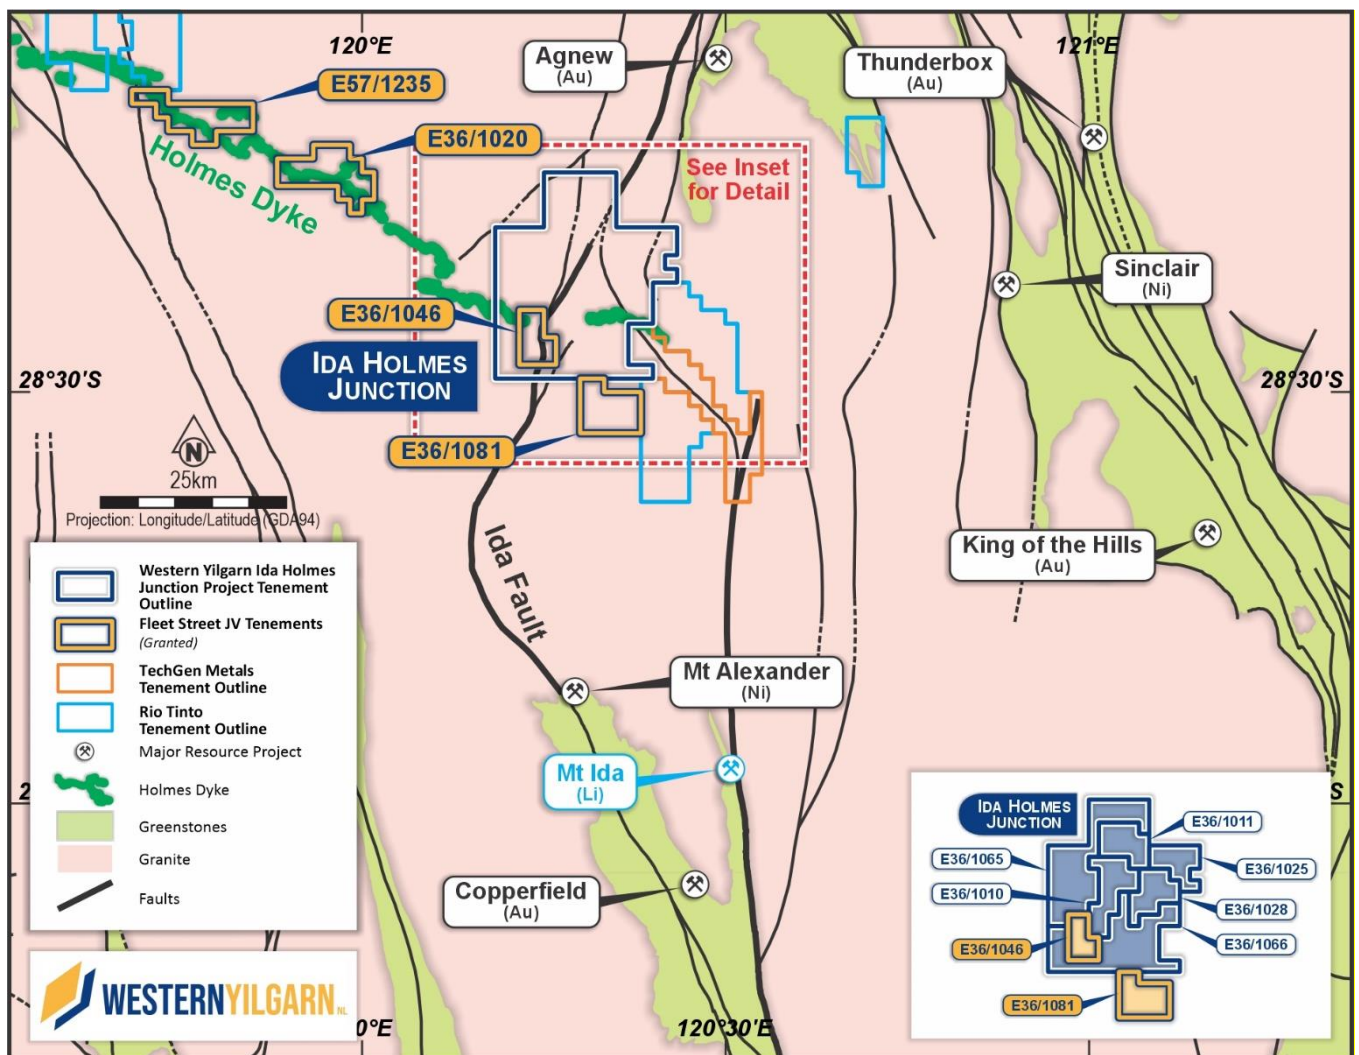 120°E
121°E
Agnew
(Au)
Thunderbox
(Au)
E57/1235
E36/1020
Holmes Dyke
See Inset
for Detail
Sinclair
(Ni)
E36/1046
IDA HOLMES
JUNCTION
28°30'S
28°30'S
E36/1081
N
25km
Projection: Longitude/Latitude (GDA94)
Ida Fault
King of the Hills
(Au)
Western Yilgarn Ida Holmes
Junction Project Tenement
Outline
Fleet Street JV Tenements
(Granted)
TechGen Metals
Tenement Outline
Rio Tinto
Tenement Outline
Major Resource Project
Holmes Dyke
Greenstones
Granite
Faults
Mt Alexander
(Ni)
Mt Ida
(Li)
Copperfield
(Au)
2
S
IDA HOLMES
JUNCTION
E36/1011
E36/1065
E36/1025
E36/1010
E36/1028
E36/1046
E36/1066
E36/1081
WESTERNYILGARN NL
0°E
120°30'E